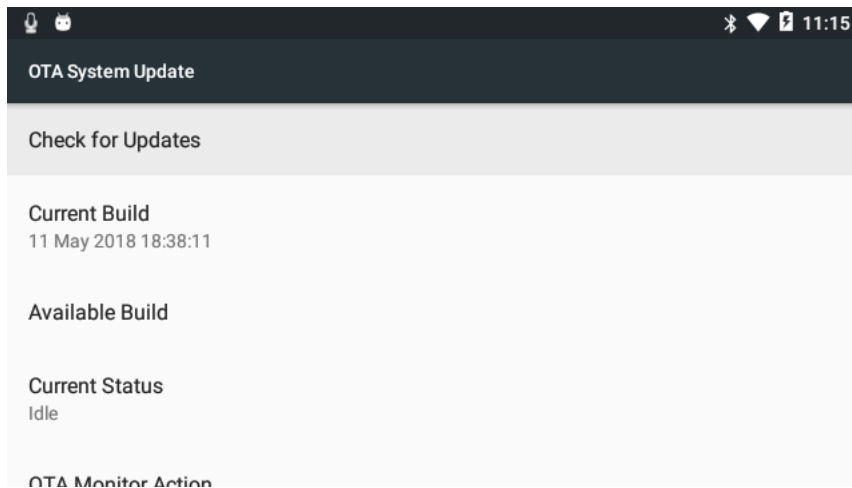 11:15
OTA System Update
Check for Updates
Current Build
11 May 2018 18:38:11
Available Build
Current Status
Idle
OTA Monitor Action